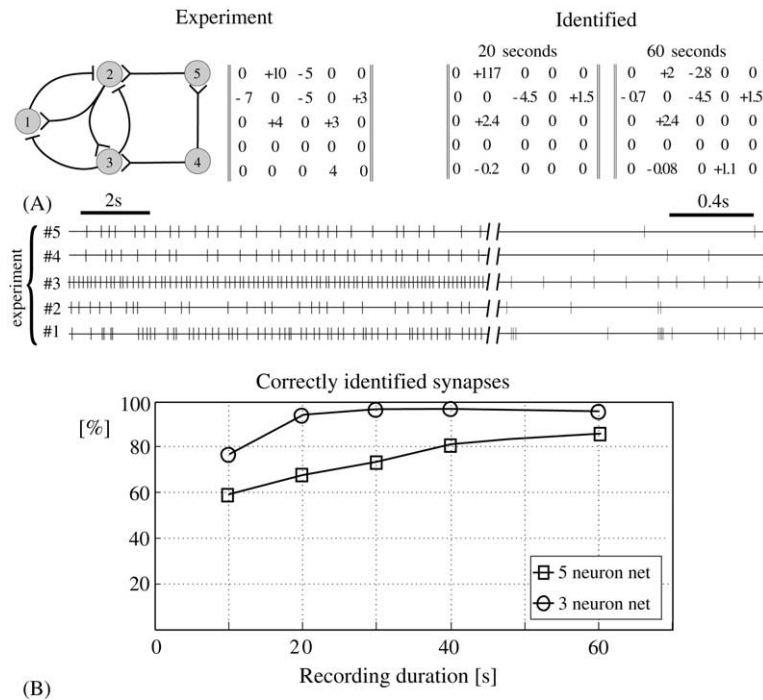 Experiment
Identified
20 seconds
60 seconds
1
2
3
4
5
0 +10 -5 0 0
-7 0 -5 0 +3
0 +4 0 +3 0
0 0 0 0 0
0 0 0 4 0
0 +117 0 0 0
0 0 -4.5 0 +1.5
0 +2.4 0 0 0
0 0 0 0 0
0 -0.2 0 0 0
0 +2 -2.8 0 0
-0.7 0 -4.5 0 +1.5
0 +2.4 0 0 0
0 0 0 0 0
0 -0.08 0 +1.1 0
(A)
2s
0.4s
experiment
#5
#4
#3
#2
#1
Correctly identified synapses
[%]
100
80
60
40
20
5 neuron net
3 neuron net
0 20 40 60
Recording duration [s]
(B)